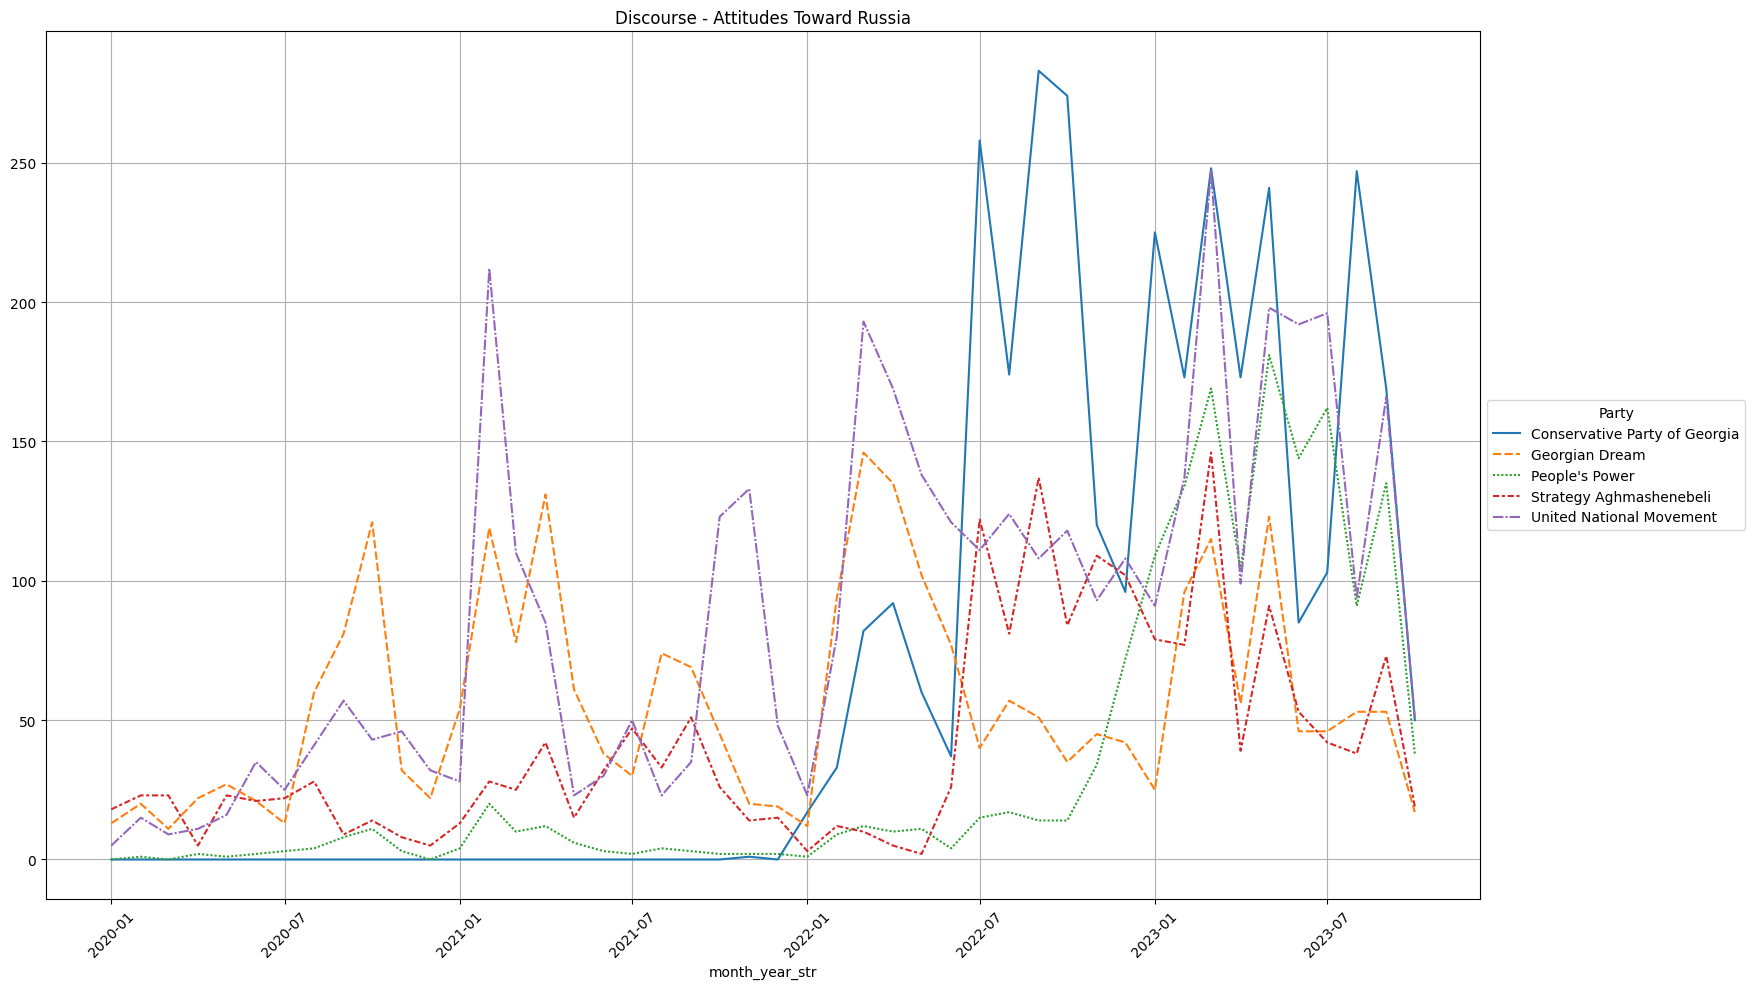 Discourse - Attitudes Toward Russia
250
200
150
100
50
0
2020-01
2020-07
2021-01
2021-07
2022-01
2022-07
2023-01
2023-07
month_year_str
Party
Conservative Party of Georgia
Georgian Dream
People's Power
Strategy Aghmashenebeli
United National Movement